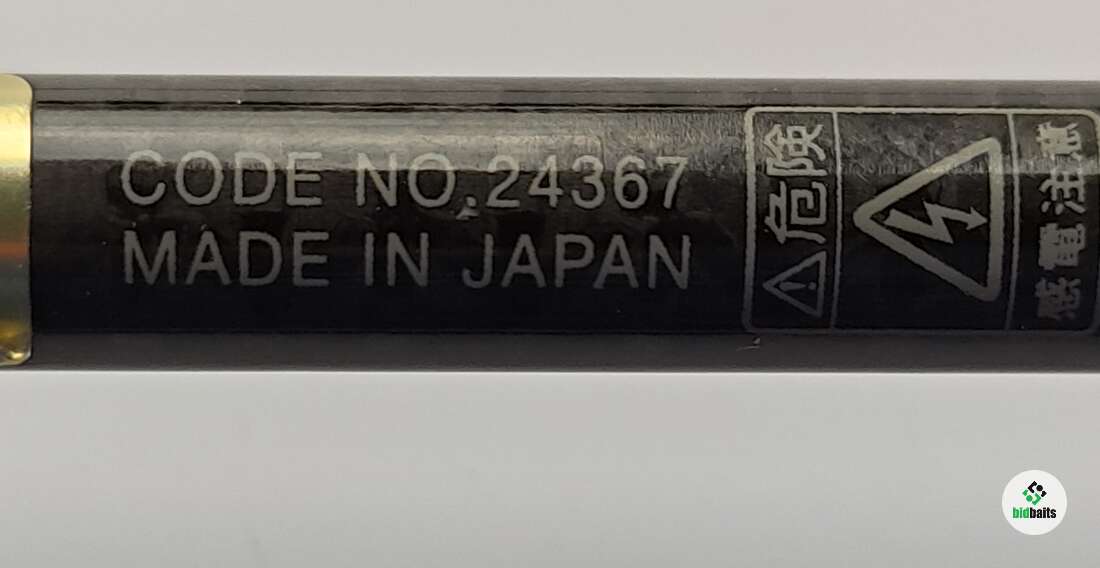 CODE NO.24367
MADE IN JAPAN
危険
感電注意
bidbaits